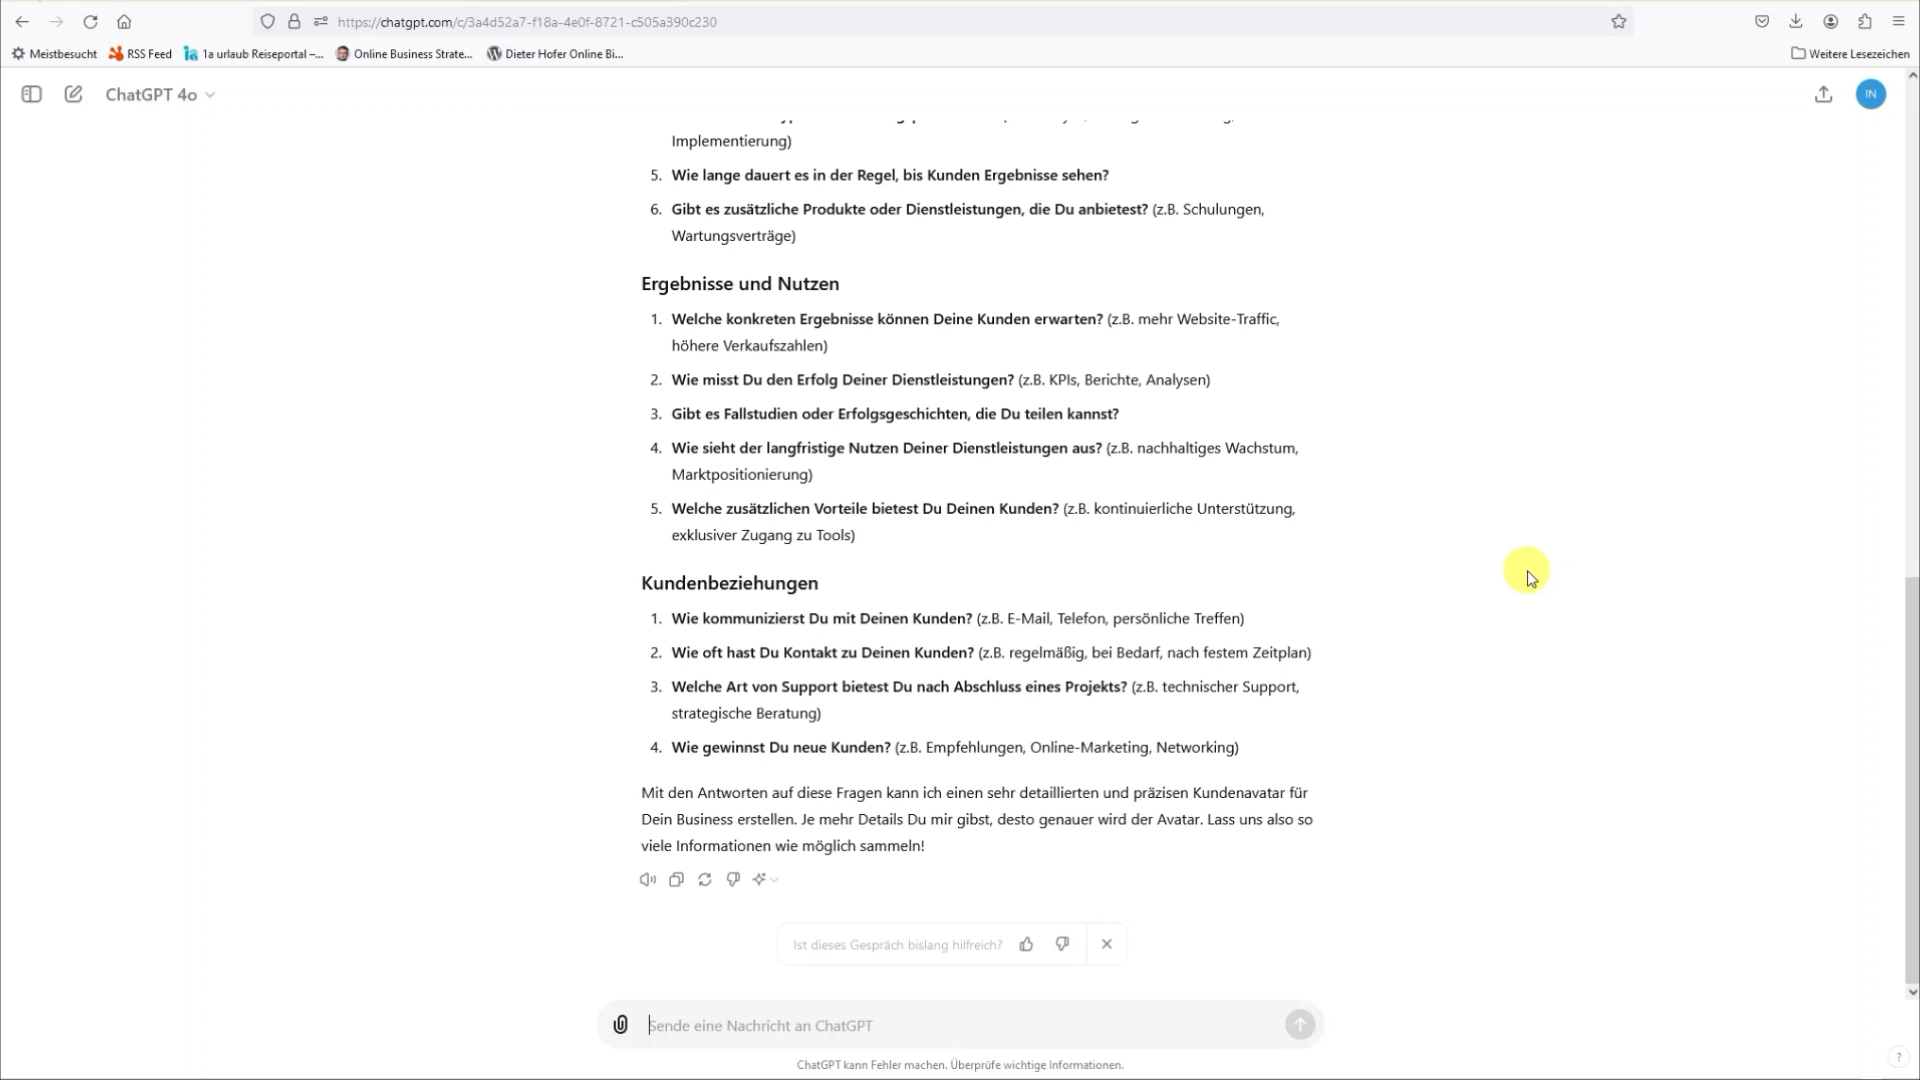 https://chatgpt.com/c/3a4d52a7-f18a-4e0f-8721-c505a390c230
Meistbesucht RSS Feed 1a urlaub Reiseportal –... Online Business Strate... Dieter Hofer Online Bi... Weitere Lesezeichen
ChatGPT 4o IN
Implementierung)
5. Wie lange dauert es in der Regel, bis Kunden Ergebnisse sehen?
6. Gibt es zusätzliche Produkte oder Dienstleistungen, die Du anbietest? (z.B. Schulungen,
Wartungsverträge)
Ergebnisse und Nutzen
1. Welche konkreten Ergebnisse können Deine Kunden erwarten? (z.B. mehr Website-Traffic,
höhere Verkaufszahlen)
2. Wie misst Du den Erfolg Deiner Dienstleistungen? (z.B. KPIs, Berichte, Analysen)
3. Gibt es Fallstudien oder Erfolgsgeschichten, die Du teilen kannst?
4. Wie sieht der langfristige Nutzen Deiner Dienstleistungen aus? (z.B. nachhaltiges Wachstum,
Marktpositionierung)
5. Welche zusätzlichen Vorteile bietest Du Deinen Kunden? (z.B. kontinuierliche Unterstützung,
exklusiver Zugang zu Tools)
Kundenbeziehungen
1. Wie kommunizierst Du mit Deinen Kunden? (z.B. E-Mail, Telefon, persönliche Treffen)
2. Wie oft hast Du Kontakt zu Deinen Kunden? (z.B. regelmäßig, bei Bedarf, nach festem Zeitplan)
3. Welche Art von Support bietest Du nach Abschluss eines Projekts? (z.B. technischer Support,
strategische Beratung)
4. Wie gewinnst Du neue Kunden? (z.B. Empfehlungen, Online-Marketing, Networking)
Mit den Antworten auf diese Fragen kann ich einen sehr detaillierten und präzisen Kundenavatar für
Dein Business erstellen. Je mehr Details Du mir gibst, desto genauer wird der Avatar. Lass uns also so
viele Informationen wie möglich sammeln!
Ist dieses Gespräch bislang hilfreich?
Sende eine Nachricht an ChatGPT
ChatGPT kann Fehler machen. Überprüfe wichtige Informationen.
?